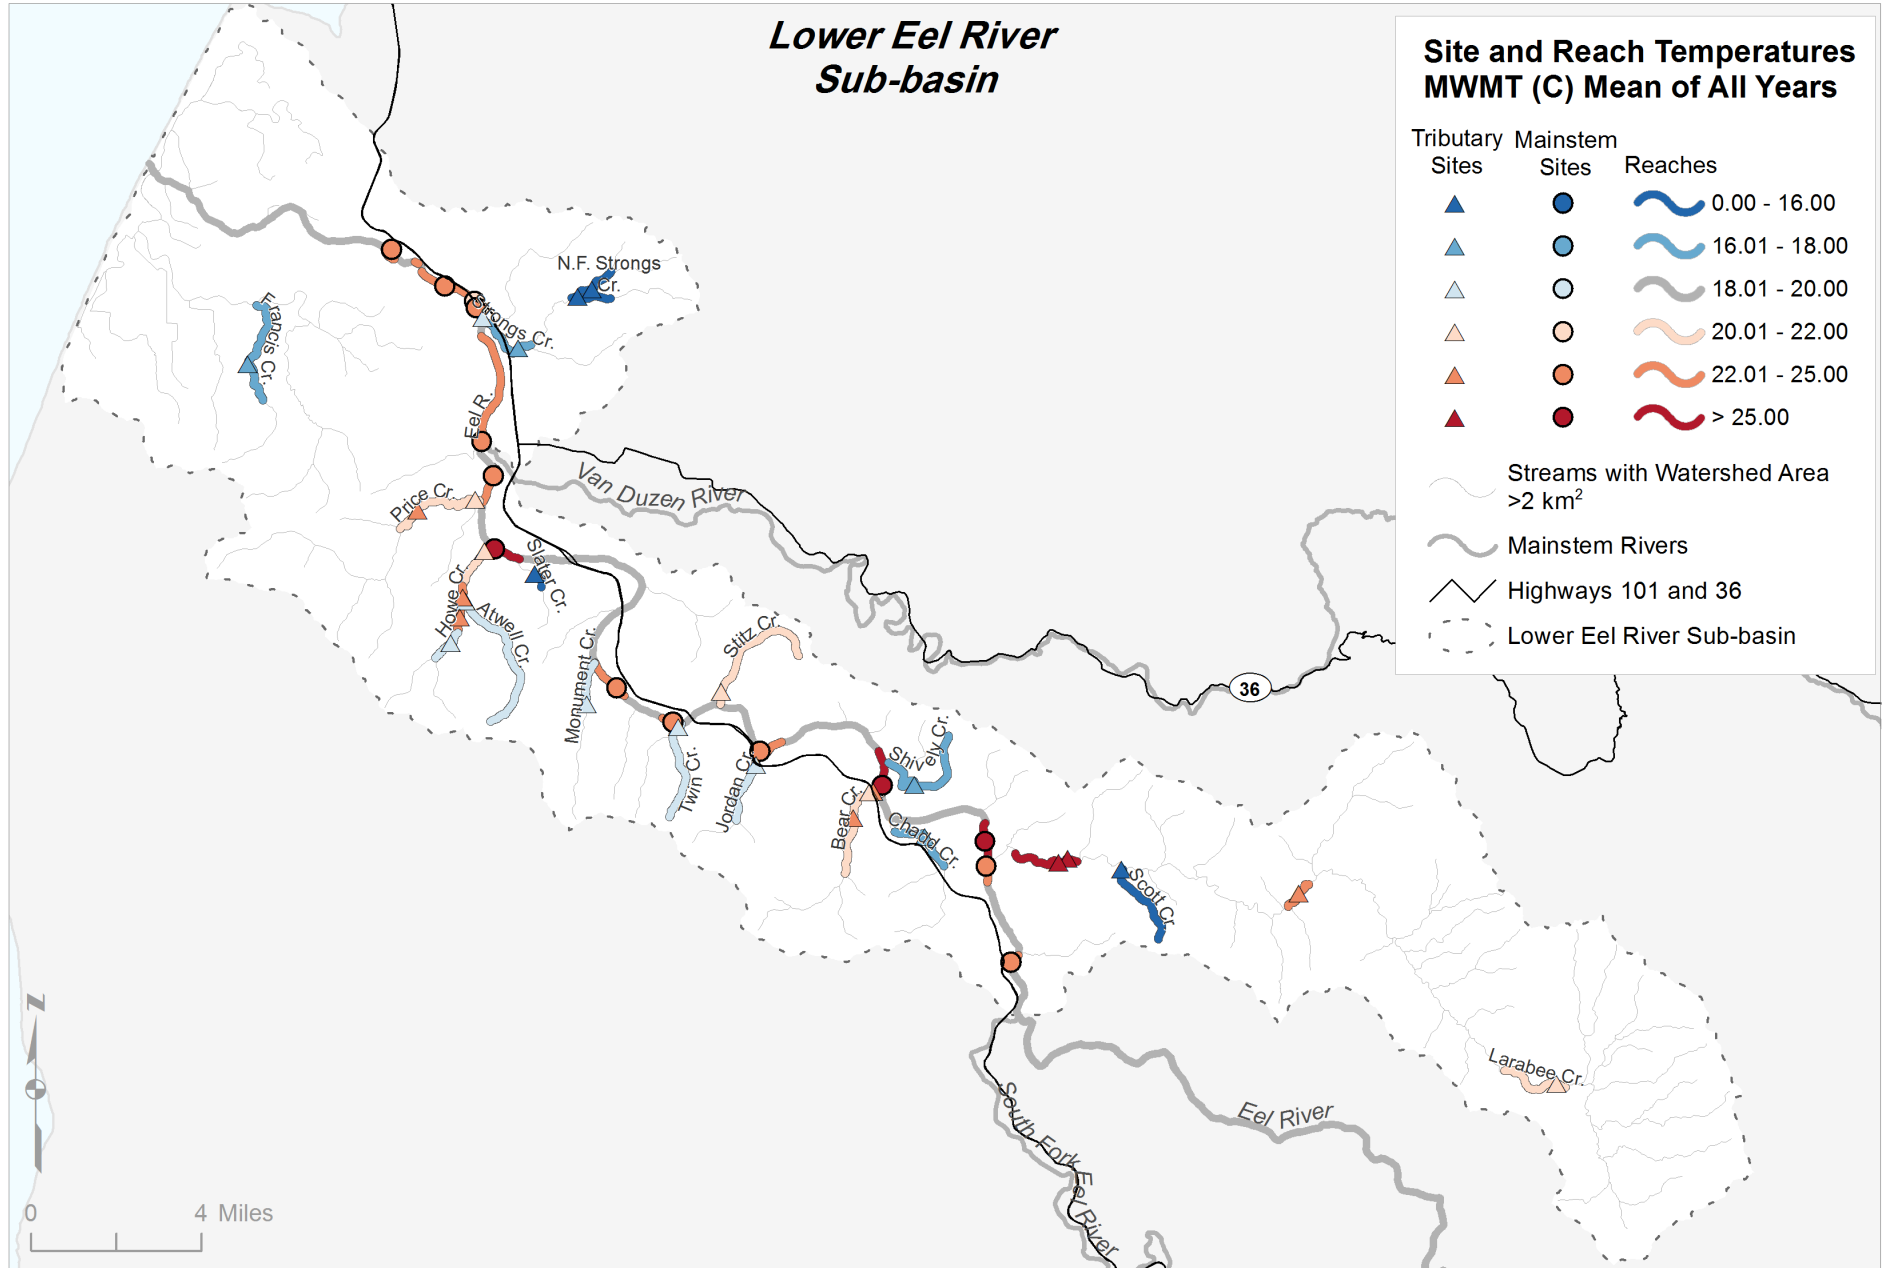 Lower Eel River
Sub-basin
Site and Reach Temperatures
MWMT (C) Mean of All Years
Tributary
Sites
Mainstem
Sites
Reaches
0.00 - 16.00
16.01 - 18.00
18.01 - 20.00
20.01 - 22.00
22.01 - 25.00
> 25.00
Streams with Watershed Area
>2 km2
Mainstem Rivers
Highways 101 and 36
Lower Eel River Sub-basin
N.F. Strongs
Cr.
Strongs Cr.
Francis Cr.
Eel R.
Van Duzen River
Price Cr.
Slater Cr.
Howe Cr.
Atwell Cr.
Monument Cr.
Stitz Cr.
36
Twin Cr.
Jordan Cr.
Shively Cr.
Bear Cr.
Chadd Cr.
Scott Cr.
Larabee Cr.
Eel River
South Fork Eel River
N
0
4 Miles